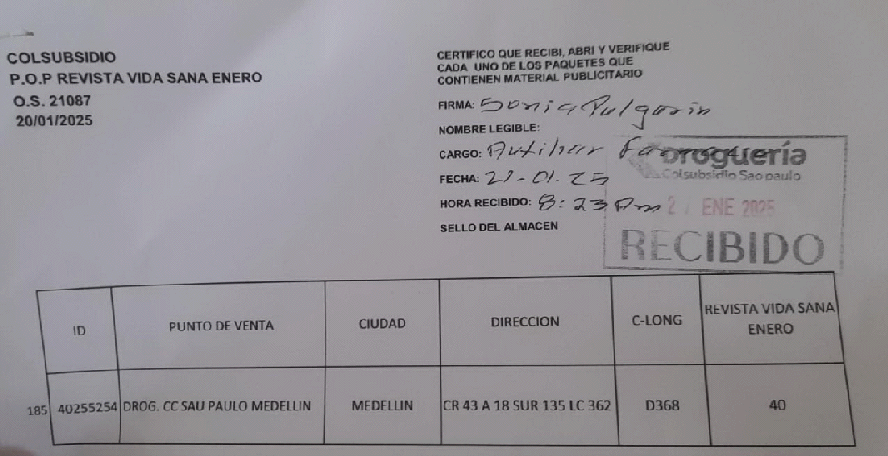 COLSUBSIDIO
P.O.P REVISTA VIDA SANA ENERO
O.S. 21087
20/01/2025
CERTIFICO QUE RECIBI, ABRI Y VERIFIQUE
CADA UNO DE LOS PAQUETES QUE
CONTIENEN MATERIAL PUBLICITARIO
FIRMA: Sonia Pulgarin
NOMBRE LEGIBLE:
CARGO: Auxiliar
FECHA: 21-01-25
HORA RECIBIDO: 8:23 Am
SELLO DEL ALMACEN
Droguería
Colsubsidio Sao paulo
ENE 2025
RECIBIDO
ID PUNTO DE VENTA CIUDAD DIRECCION C-LONG REVISTA VIDA SANA ENERO
185 40255254 DROG. CC SAU PAULO MEDELLIN MEDELLIN CR 43 A 18 SUR 135 LC 362 D368 40